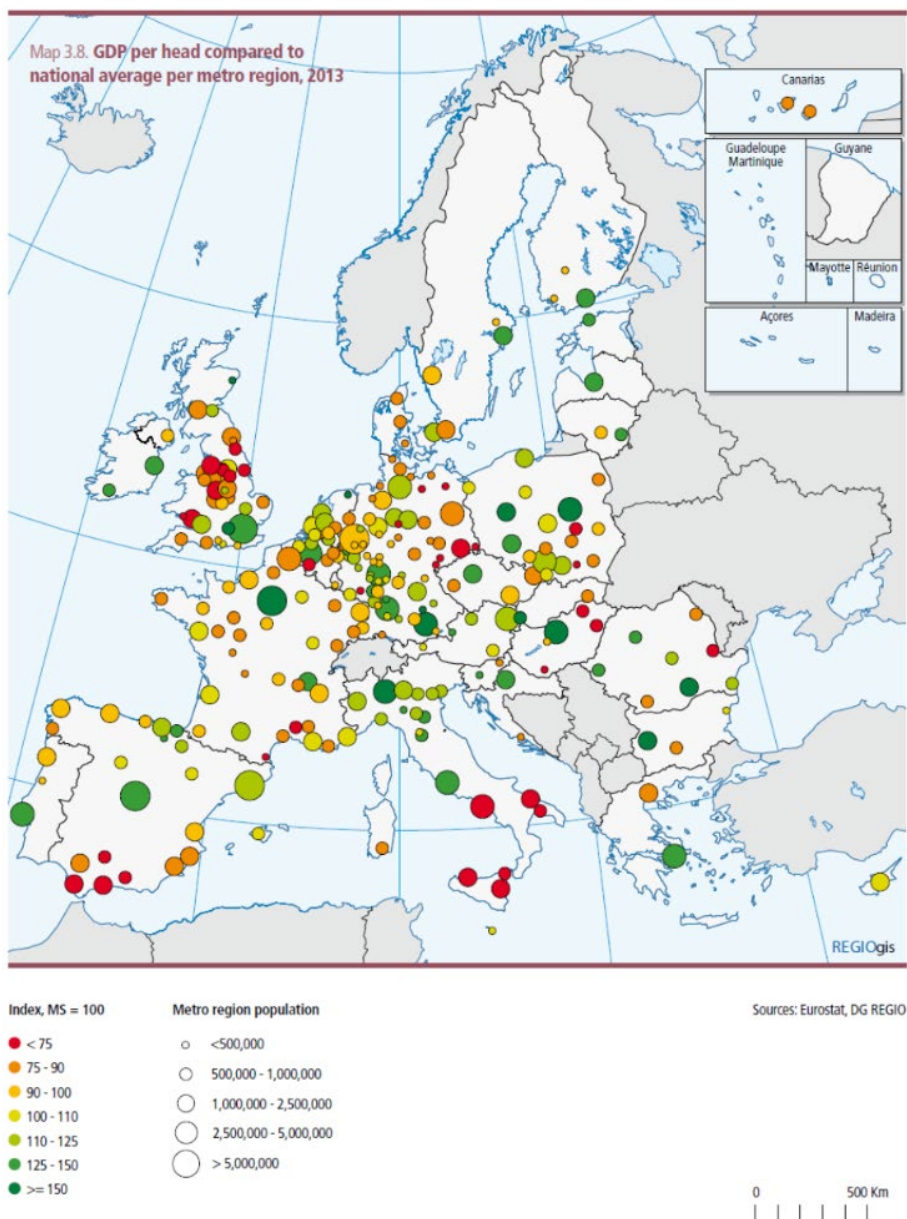 Map 3.8. GDP per head compared to
national average per metro region, 2013
Canarias
Guadeloupe
Martinique
Guyane
Mayotte
Réunion
Açores
Madeira
REGIOgis
Index, MS = 100
< 75
75 - 90
90 - 100
100 - 110
110 - 125
125 - 150
>= 150
Metro region population
<500,000
500,000 - 1,000,000
1,000,000 - 2,500,000
2,500,000 - 5,000,000
> 5,000,000
Sources: Eurostat, DG REGIO
0 500 Km